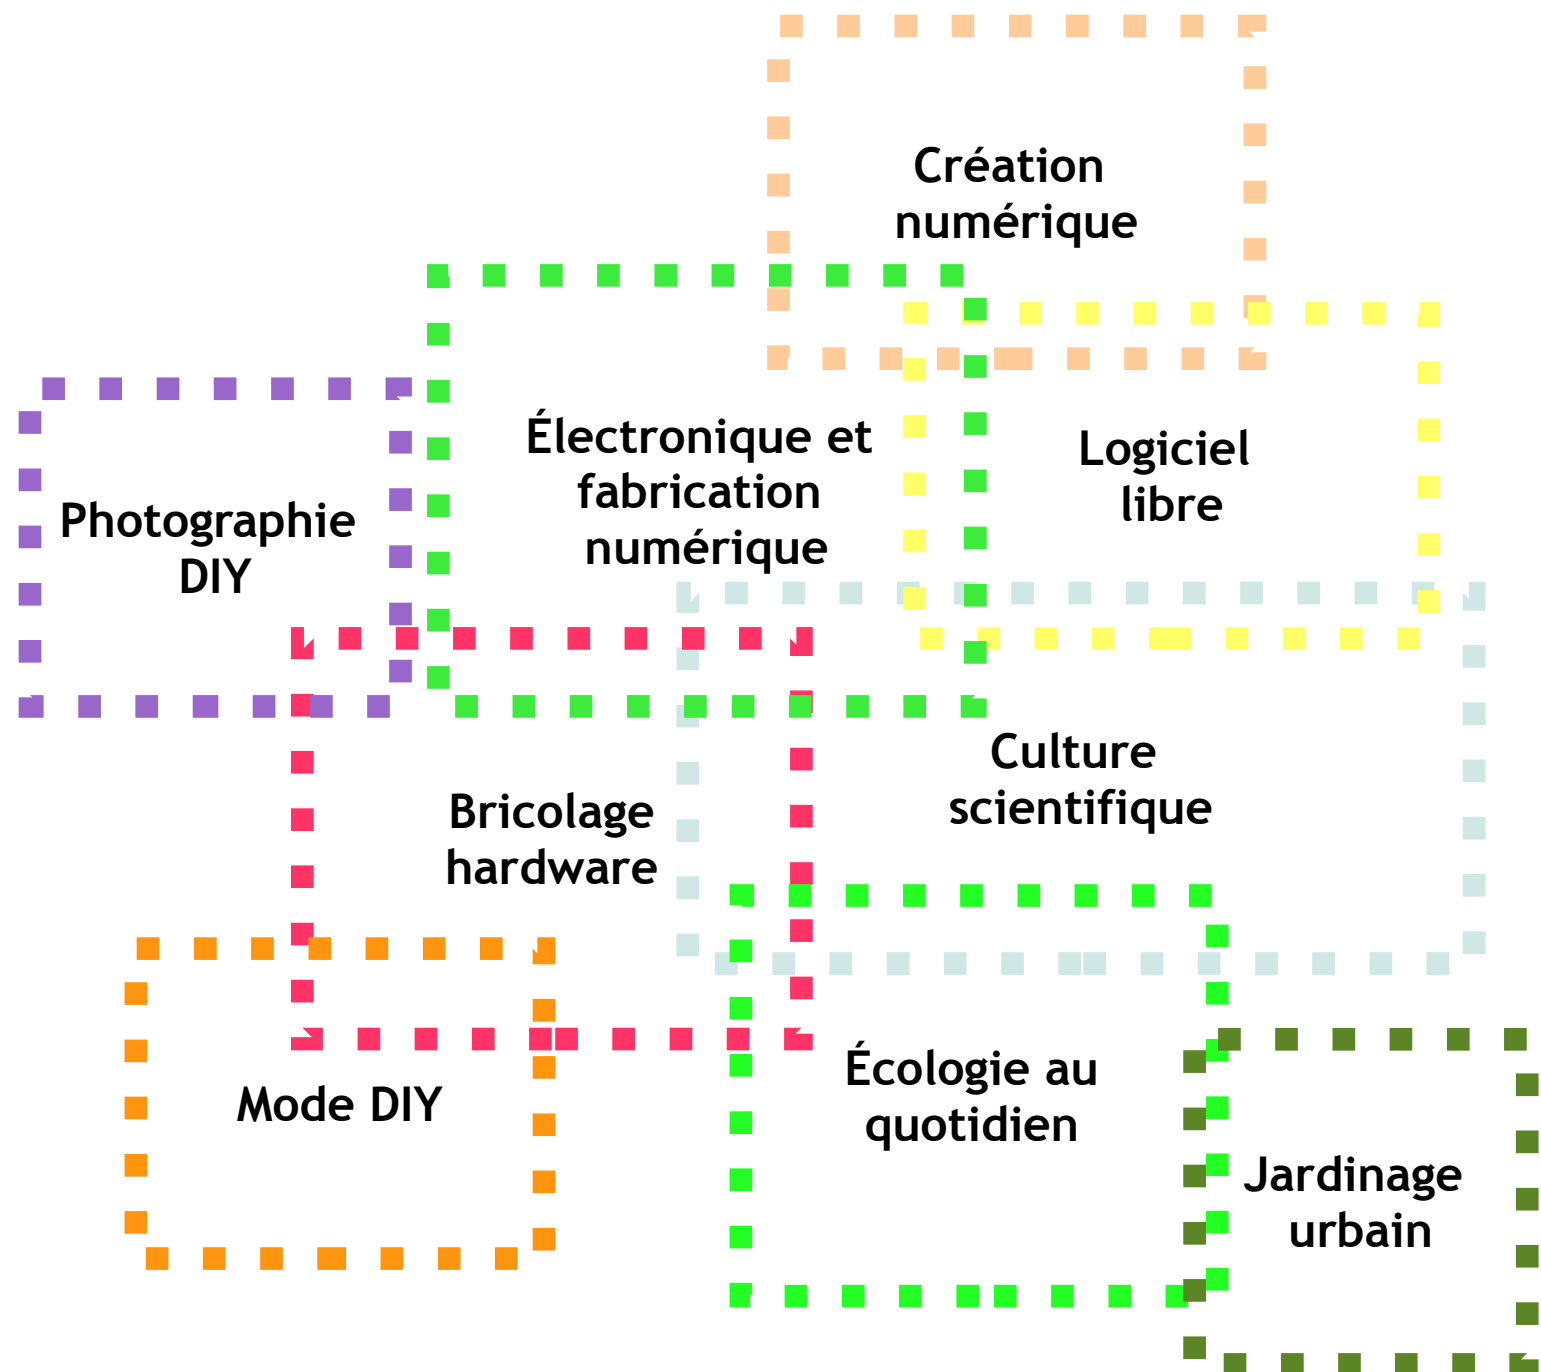 Création
numérique
Électronique et
fabrication
numérique
Logiciel
libre
Photographie
DIY
Culture
scientifique
Bricolage
hardware
Mode DIY
Écologie au
quotidien
Jardinage
urbain